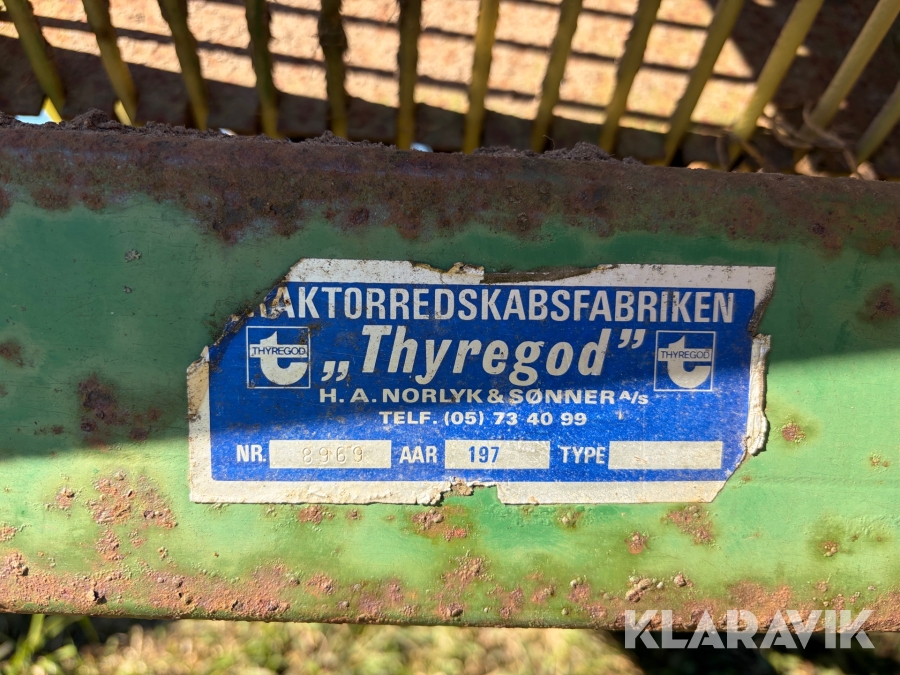 RAKTORREDSKABSFABRIKEN
THYREGOD
„Thyregod”
THYREGOD
H. A. NORLYK & SØNNER A/S
TELF. (05) 73 40 99
NR. 8969 AAR 197 TYPE
KLARAVIK